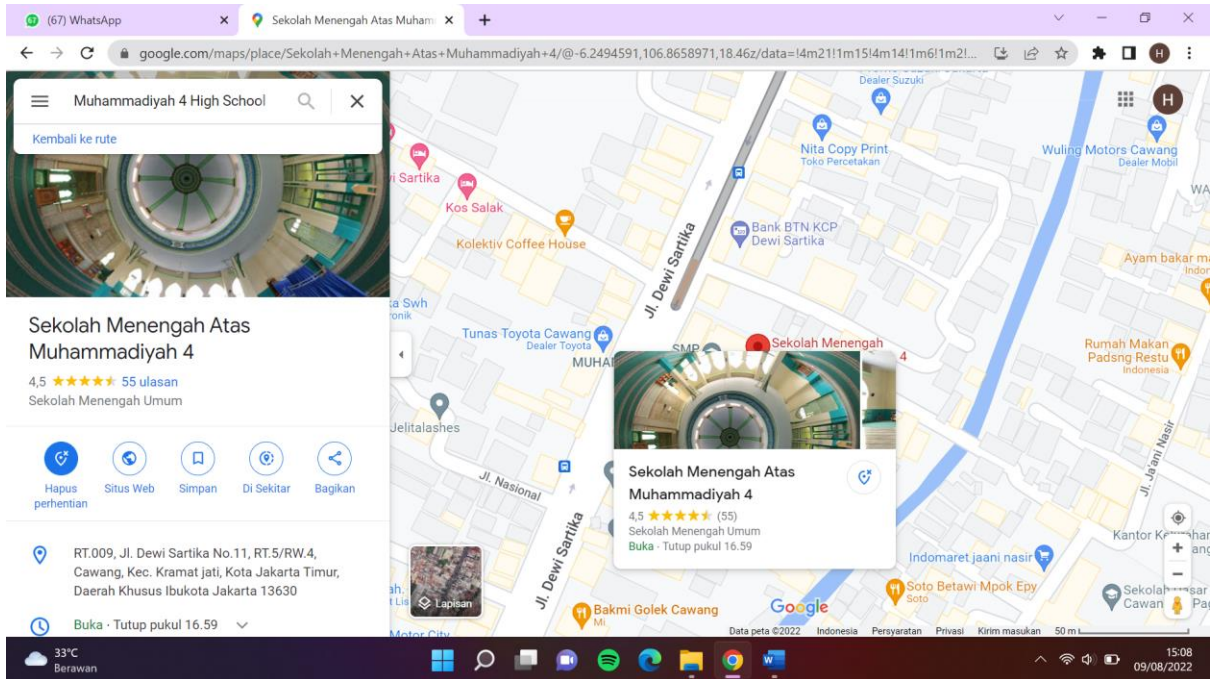 (67) WhatsApp
Sekolah Menengah Atas Muham
google.com/maps/place/Sekolah+Menengah+Atas+Muhammadiyah+4/@-6.2494591,106.8658971,18.46z/data=!4m21!1m15!4m14!1m6!1m2!...
H
Muhammadiyah 4 High School
Kembali ke rute
Sekolah Menengah Atas
Muhammadiyah 4
4,5
55 ulasan
Sekolah Menengah Umum
Hapus
perhentian
Situs Web
Simpan
Di Sekitar
Bagikan
RT.009, Jl. Dewi Sartika No.11, RT.5/RW.4,
Cawang, Kec. Kramat jati, Kota Jakarta Timur,
Daerah Khusus Ibukota Jakarta 13630
Buka · Tutup pukul 16.59
Dealer Suzuki
H
Nita Copy Print
Toko Percetakan
Wuling Motors Cawang
Dealer Mobil
WA
Sartika
Kos Salak
Kolektiv Coffee House
Jl. Dewi Sartika
Bank BTN KCP
Dewi Sartika
Ayam bakar m
Swh
Tunas Toyota Cawang
Dealer Toyota
SMP
Sekolah Menengah
4
Rumah Makan
Padsng Restu
Indonesia
Jelitalashes
Jl. Nasional
Jl. Dewi Sartika
Jl. Ja'ani Nasir
Sekolah Menengah Atas
Muhammadiyah 4
4,5 (55)
Sekolah Menengah Umum
Buka · Tutup pukul 16.59
Indomaret jaani nasir
Kantor
Soto Betawi Mpok Epy
Soto
Bakmi Golek Cawang
Mi
Lapisan
Motor City
Google
Data peta ©2022 Indonesia Persyaratan Privasi Kirim masukan 50 m
33°C
Berawan
15:08
09/08/2022